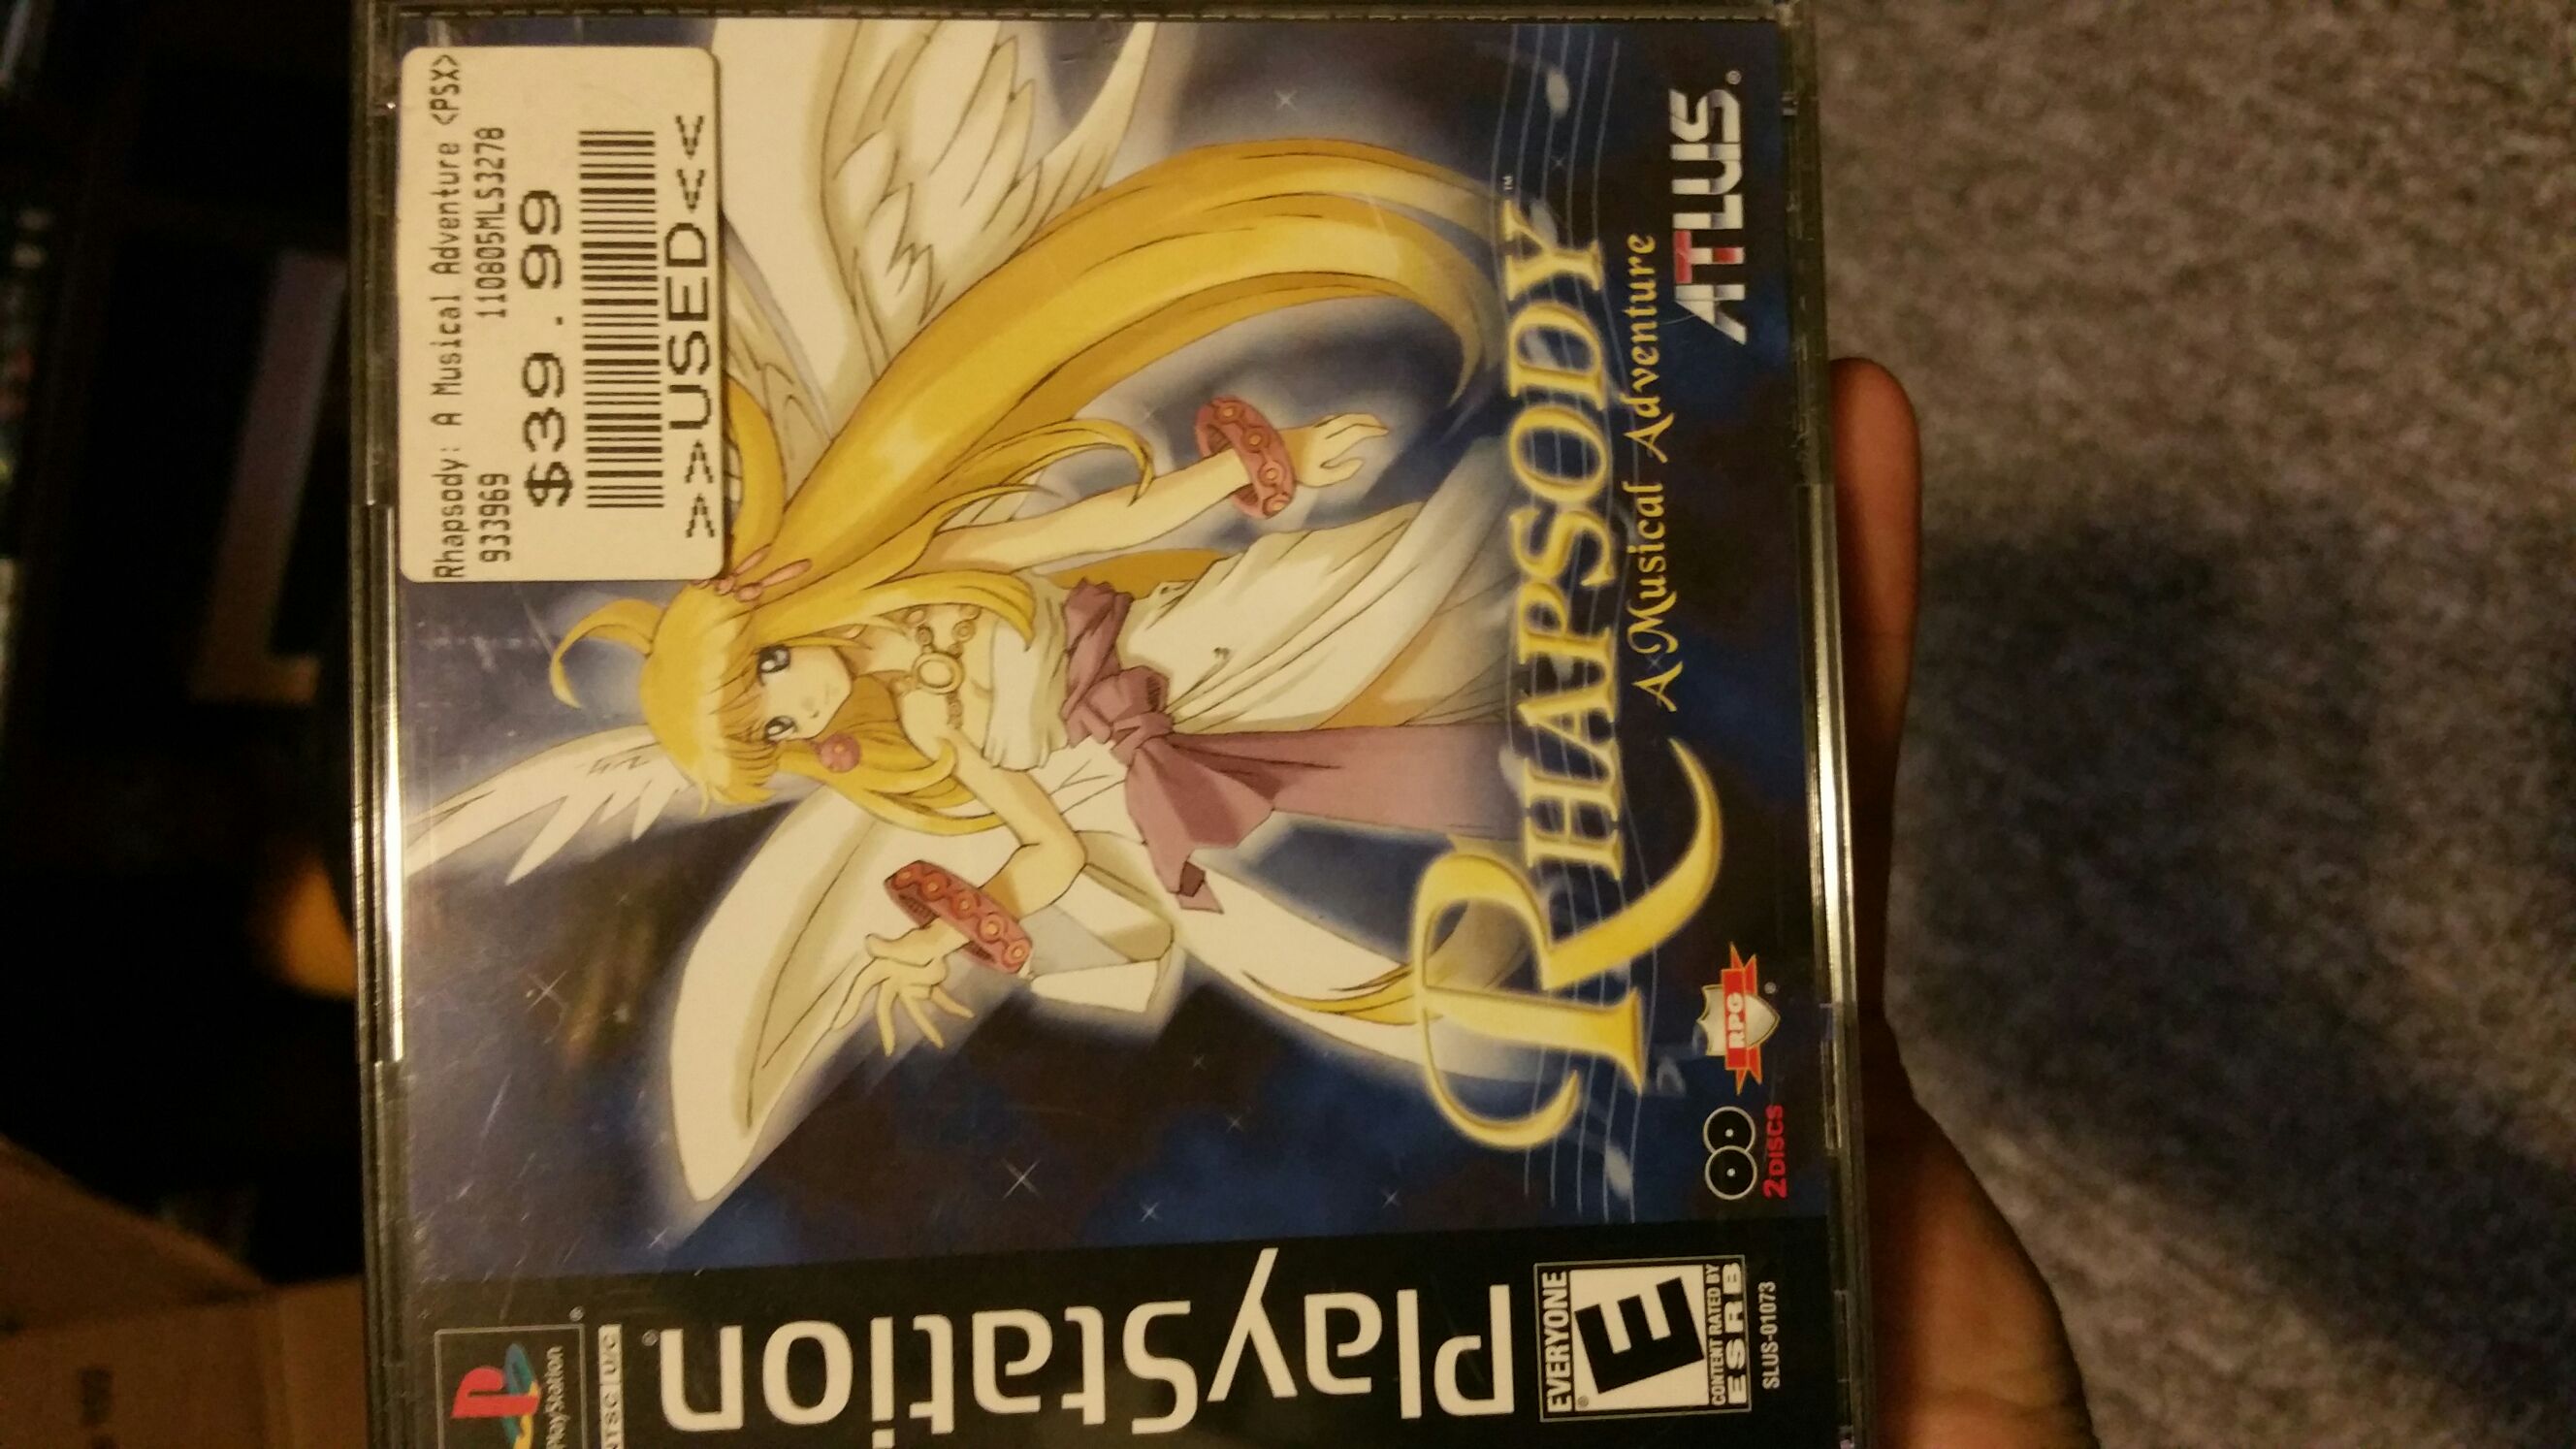 PlayStation
NTSC U/C
PlayStation®
Rhapsody: A Musical Adventure <PSX>
933969 110805MLS3278
$39.99
>>>USED<<
RHAPSODY™
A Musical Adventure
2 DISCS
RPG®
ATLUS®
EVERYONE
E
®
CONTENT RATED BY
ESRB
SLUS-01073